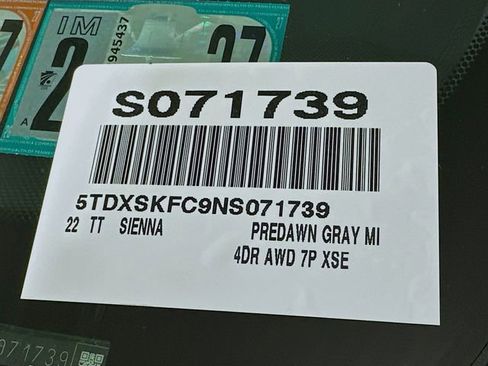 IM
945437
2 27
A
S071739
5TDXSKFC9NS071739
22 TT SIENNA PREDAWN GRAY MI
4DR AWD 7P XSE
071739